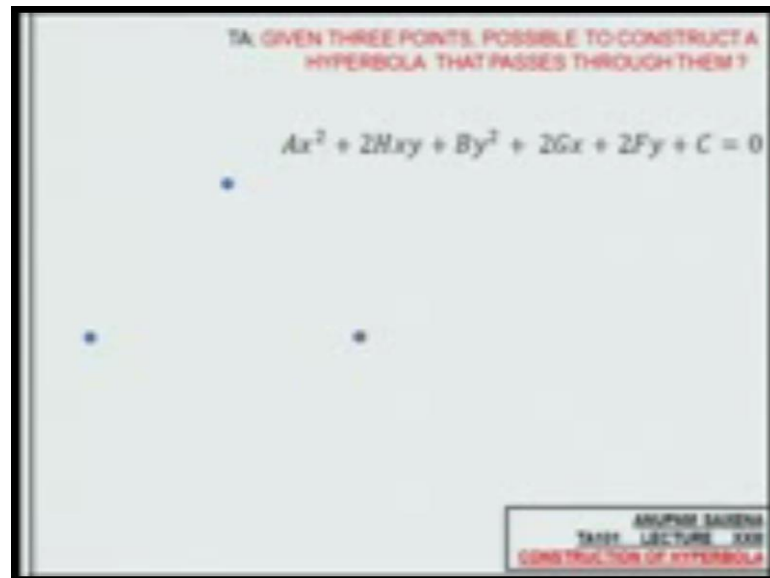 TA: GIVEN THREE POINTS, POSSIBLE TO CONSTRUCT A
HYPERBOLA THAT PASSES THROUGH THEM ?
Ax² + 2Hxy + By² + 2Gx + 2Fy + C = 0
ANUPAM SAXENA
TA101 LECTURE
CONSTRUCTION OF HYPERBOLA